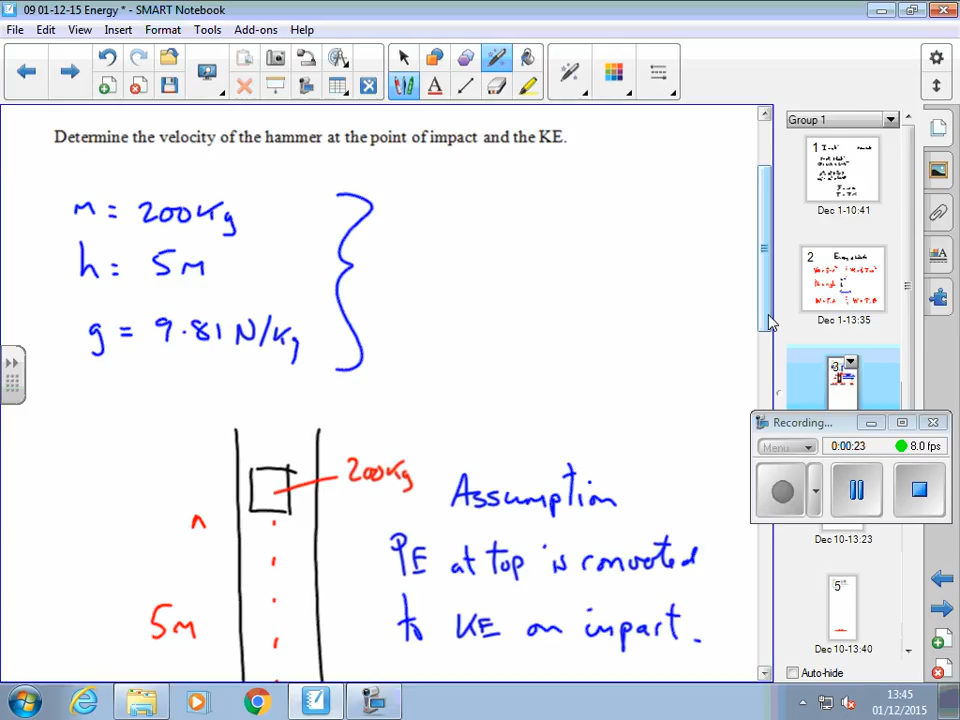 09 01-12-15 Energy * - SMART Notebook
File Edit View Insert Format Tools Add-ons Help
Determine the velocity of the hammer at the point of impact and the KE.
m = 200Kg
h = 5m
g = 9.81 N/Kg
200Kg
Assumption
PE at top is converted
5m
to KE on impact.
Group 1
1
Dec 1-10:41
2
Dec 1-13:35
3
Recording...
Menu
0:00:23
8.0 fps
Dec 10-13:23
5
Dec 10-13:40
Auto-hide
13:45
01/12/2015